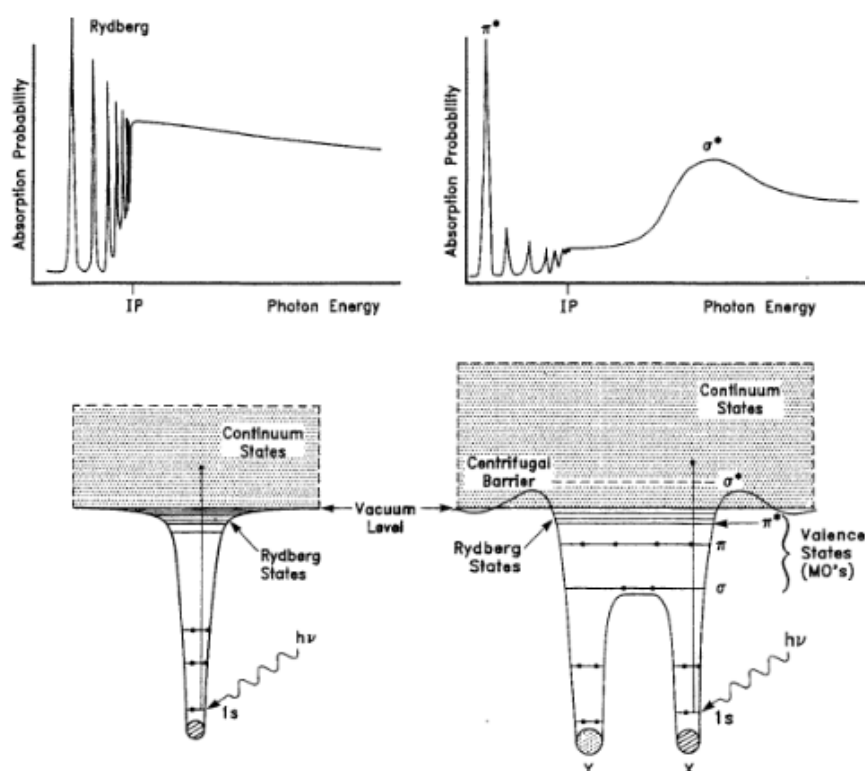 Rydberg
Absorption Probability
IP
Photon Energy
π*
σ*
Absorption Probability
IP
Photon Energy
Continuum
States
Vacuum
Level
Rydberg
States
hν
1s
Continuum
States
Centrifugal
Barrier
σ*
π*
Rydberg
States
π
σ
Valence
States
(MO's)
hν
1s